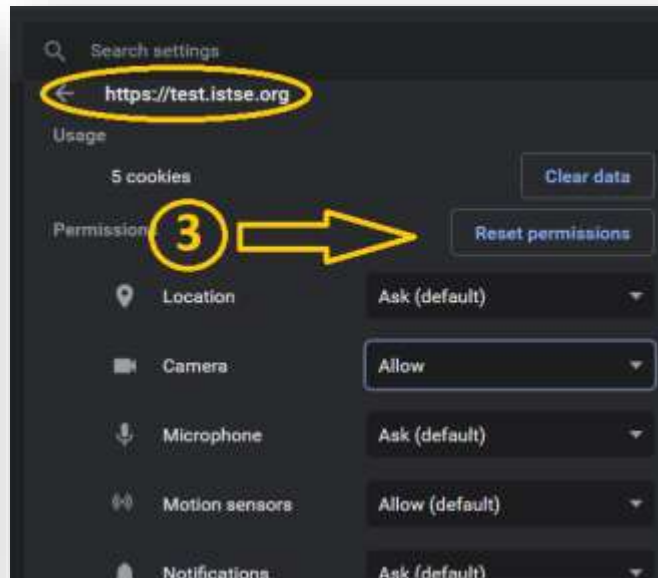 Search settings
https://test.istse.org
Usage
5 cookies
Clear data
Permission
3
Reset permissions
Location
Ask (default)
Camera
Allow
Microphone
Ask (default)
Motion sensors
Allow (default)
Notifications
Ask (default)